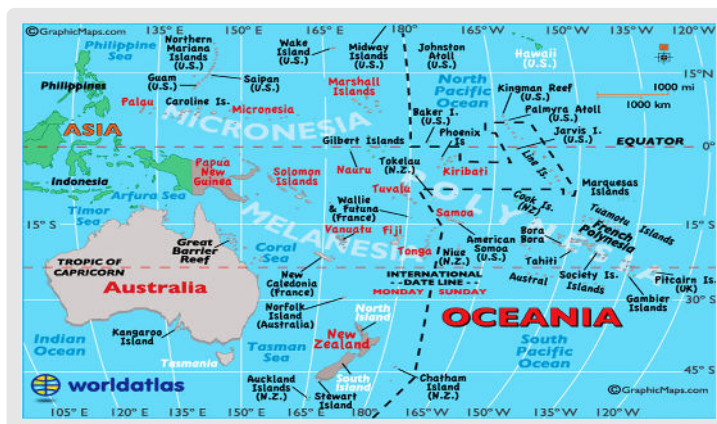 ©GraphicMaps.com
135° E
150° E
165° E
180°
165° W
150° W
135° W
120° W
©GraphicMaps.com
Philippine
Sea
Northern
Mariana
Islands
(U.S.)
Wake
Island
(U.S.)
Midway
Islands
(U.S.)
Johnston
Atoll
(U.S.)
Hawaii
(U.S.)
15°N
Philippines
Guam
(U.S.)
Saipan
(U.S.)
Marshall
Islands
North
Pacific
Ocean
Kingman Reef
(U.S.)
1000 mi
1000 km
Palau
Caroline Is.
Micronesia
MICRONESIA
Baker I.
(U.S.)
Palmyra Atoll
(U.S.)
ASIA
Gilbert Islands
Phoenix
Is
Jarvis I.
(U.S.)
EQUATOR
0°
0°
Papua
New
Guinea
Nauru
Tokelau
(N.Z.)
Kiribati
Line Is.
Indonesia
Solomon
Islands
Tuvalu
POLYNESIA
Marquesas
Islands
Arfura Sea
Timor
Sea
MELANESIA
Wallie
& Futuna
(France)
Samoa
Cook Is.
(NZ)
Tuamotu Islands
French
Polynesia
15°S
15°S
Great
Barrier
Reef
Coral
Sea
Vanuatu
Fiji
American
Somoa
(U.S.)
Bora
Bora
TROPIC OF
CAPRICORN
Tonga
Niue
(N.Z.)
Tahiti
Society Is.
Islands
Austral
Pitcairn Is.
(UK)
Australia
New
Caledonia
(France)
INTERNATIONAL
--DATE LINE--
MONDAY SUNDAY
Gambier
Islands
Norfolk
Island
(Australia)
North
Island
OCEANIA
Indian
Ocean
Kangaroo
Island
Tasman
Sea
New
Zealand
South
Pacific
Ocean
Tasmania
South
Island
45°S
45°S
worldatlas
Auckland
Islands
(N.Z.)
Stewart
Island
Chatham
Island
(N.Z.)
©GraphicMaps.com
105° E
120° E
135° E
150° E
165° E
180°
165° W
150° W
135° W
120° W